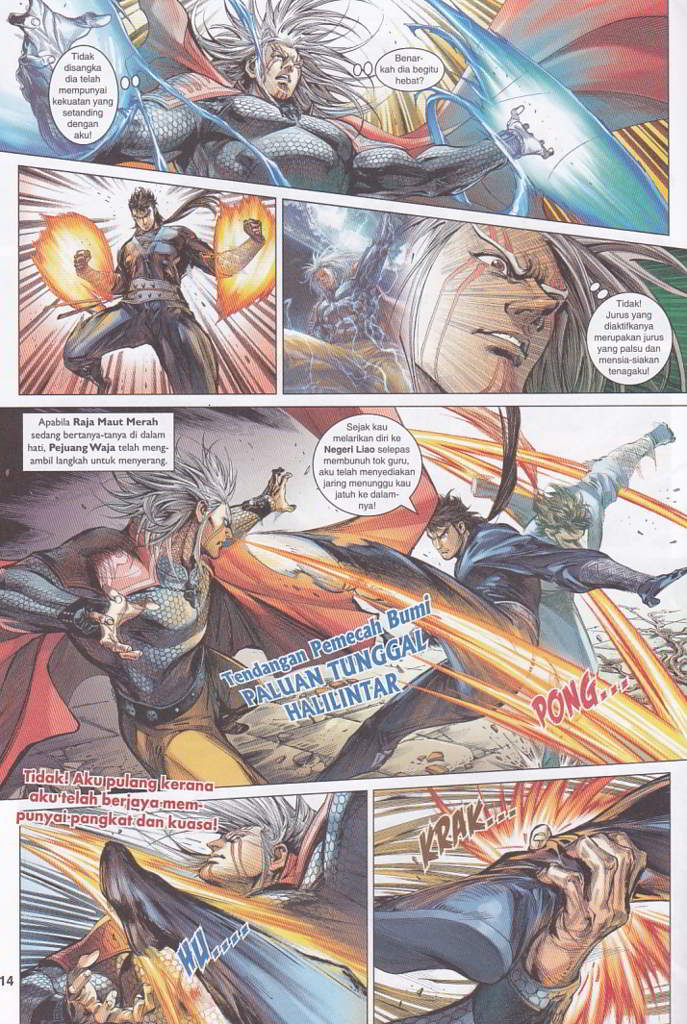 Tidak
disangka
dia telah
mempunyai
kekuatan yang
setanding
dengan
aku!
Benar-
kah dia begitu
hebat?
Tidak!
Jurus yang
diaktifkanya
merupakan jurus
yang palsu dan
mensia-siakan
tenagaku!
Apabila Raja Maut Merah
sedang bertanya-tanya di dalam
hati, Pejuang Waja telah meng-
ambil langkah untuk menyerang.
Sejak kau
melarikan diri ke
Negeri Liao selepas
membunuh tok guru,
aku telah menyediakan
jaring menunggu kau
jatuh ke dalam-
nya!
Tendangan Pemecah Bumi
PALUAN TUNGGAL
HALILINTAR
PONG...
Tidak! Aku pulang kerana
aku telah berjaya mem-
punyai pangkat dan kuasa!
HU....
KRAK...
14